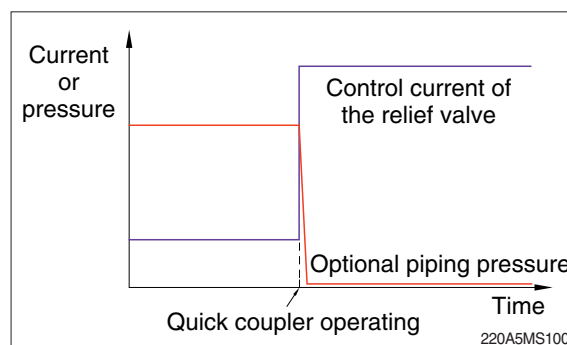 Current
or
pressure
Control current of
the relief valve
Optional piping pressure
Time
Quick coupler operating
220A5MS100